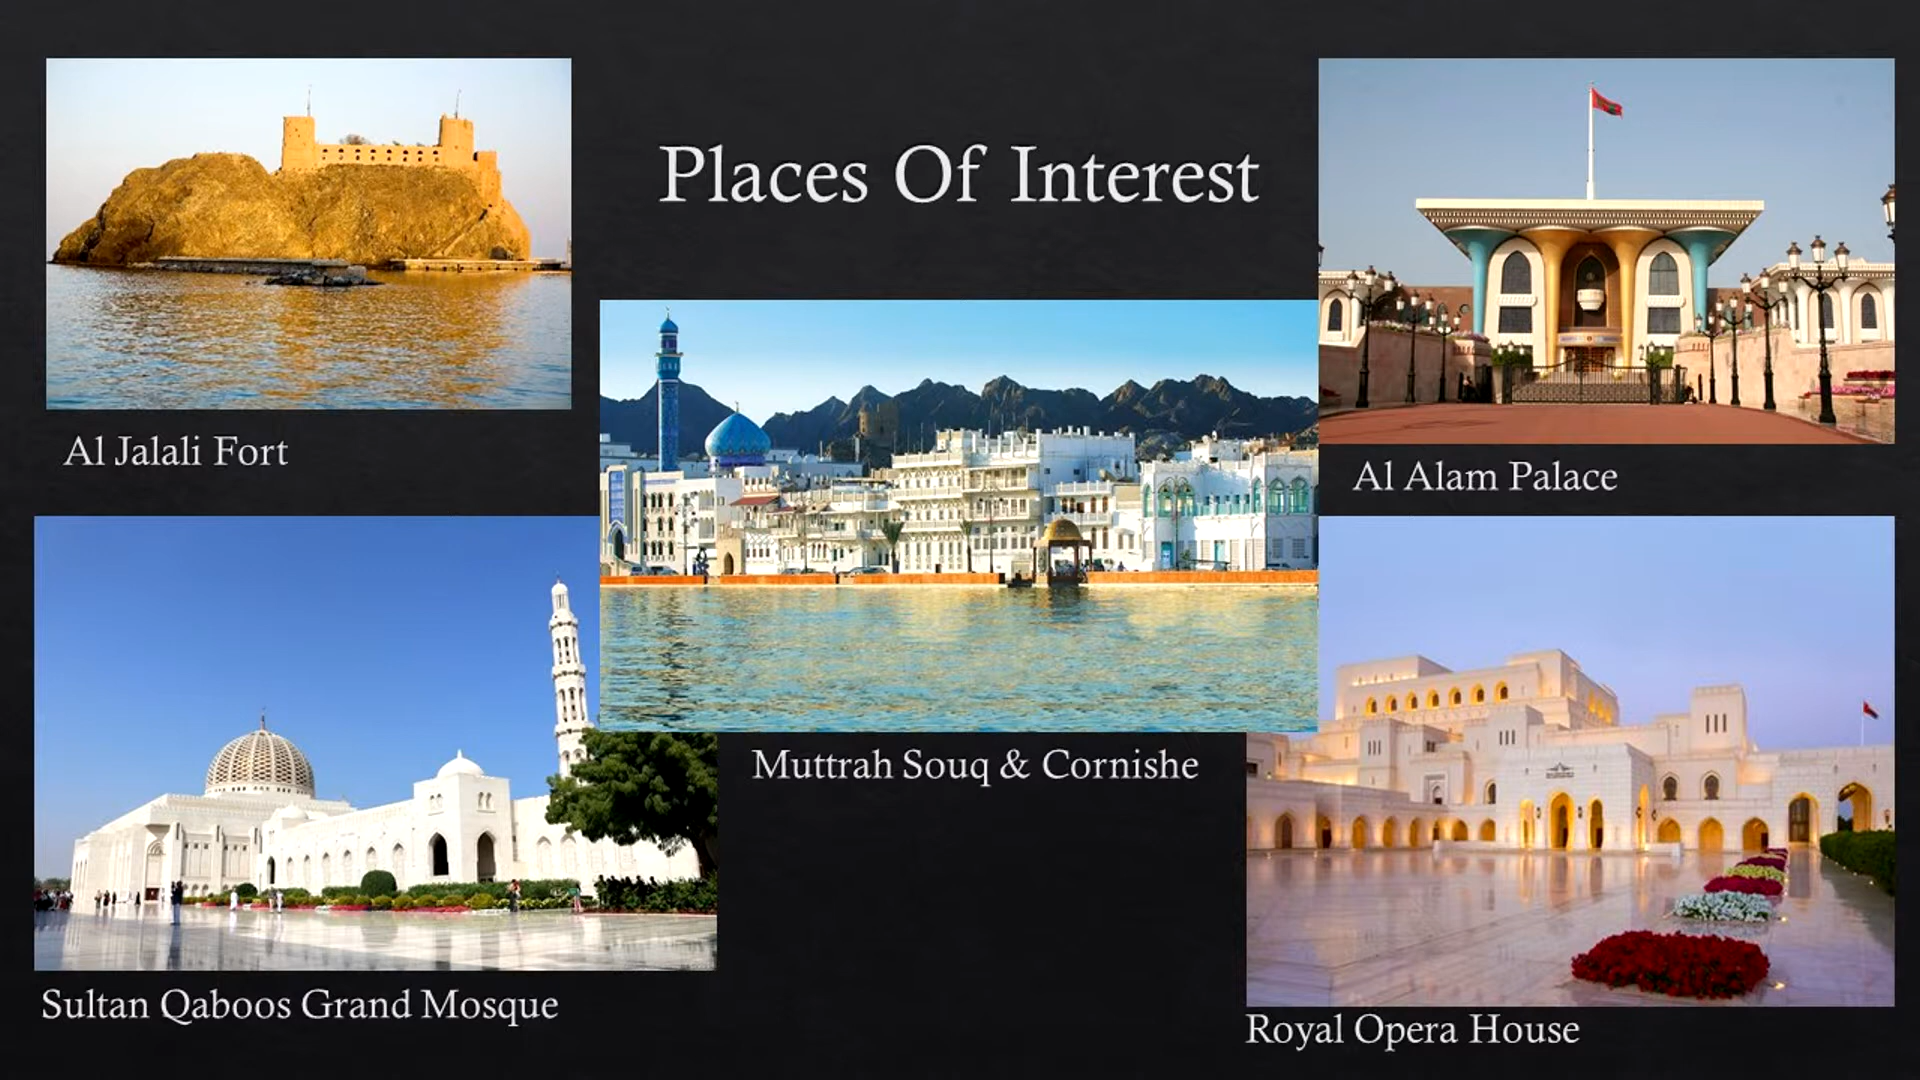 Places Of Interest
Al Jalali Fort
Al Alam Palace
Muttrah Souq & Cornishe
Sultan Qaboos Grand Mosque
Royal Opera House